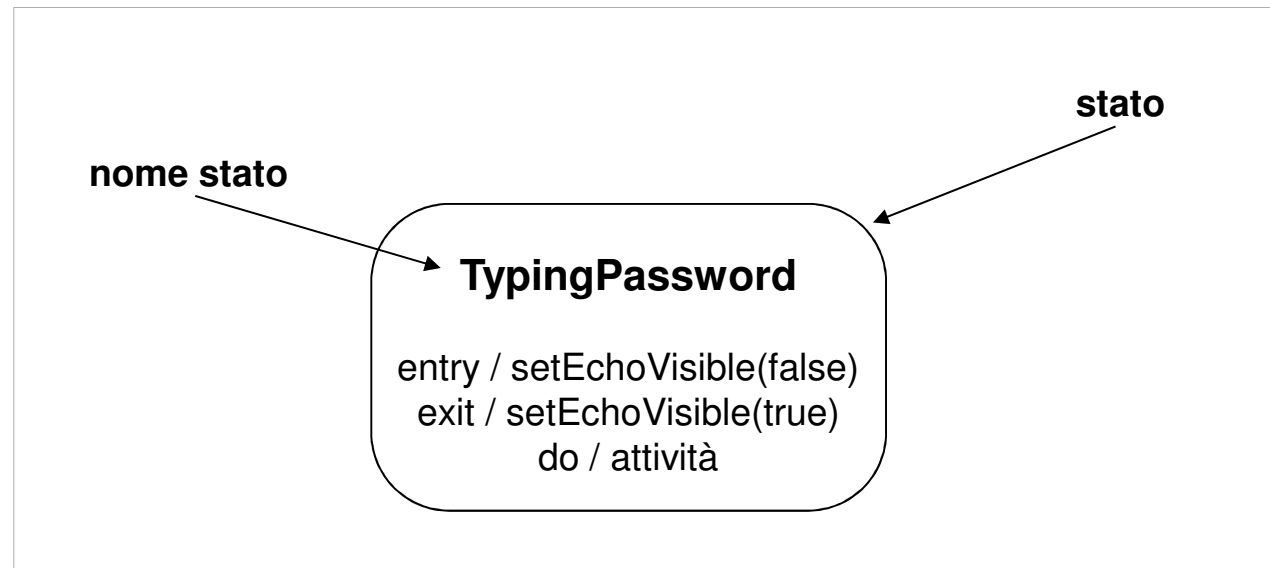 stato
nome stato
TypingPassword
entry / setEchoVisible(false)
exit / setEchoVisible(true)
do / attività